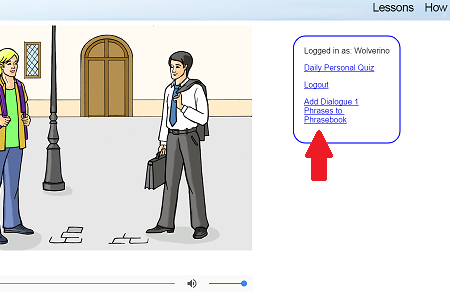 Lessons How
Logged in as: Wolverino
Daily Personal Quiz
Logout
Add Dialogue 1
Phrases to
Phrasebook